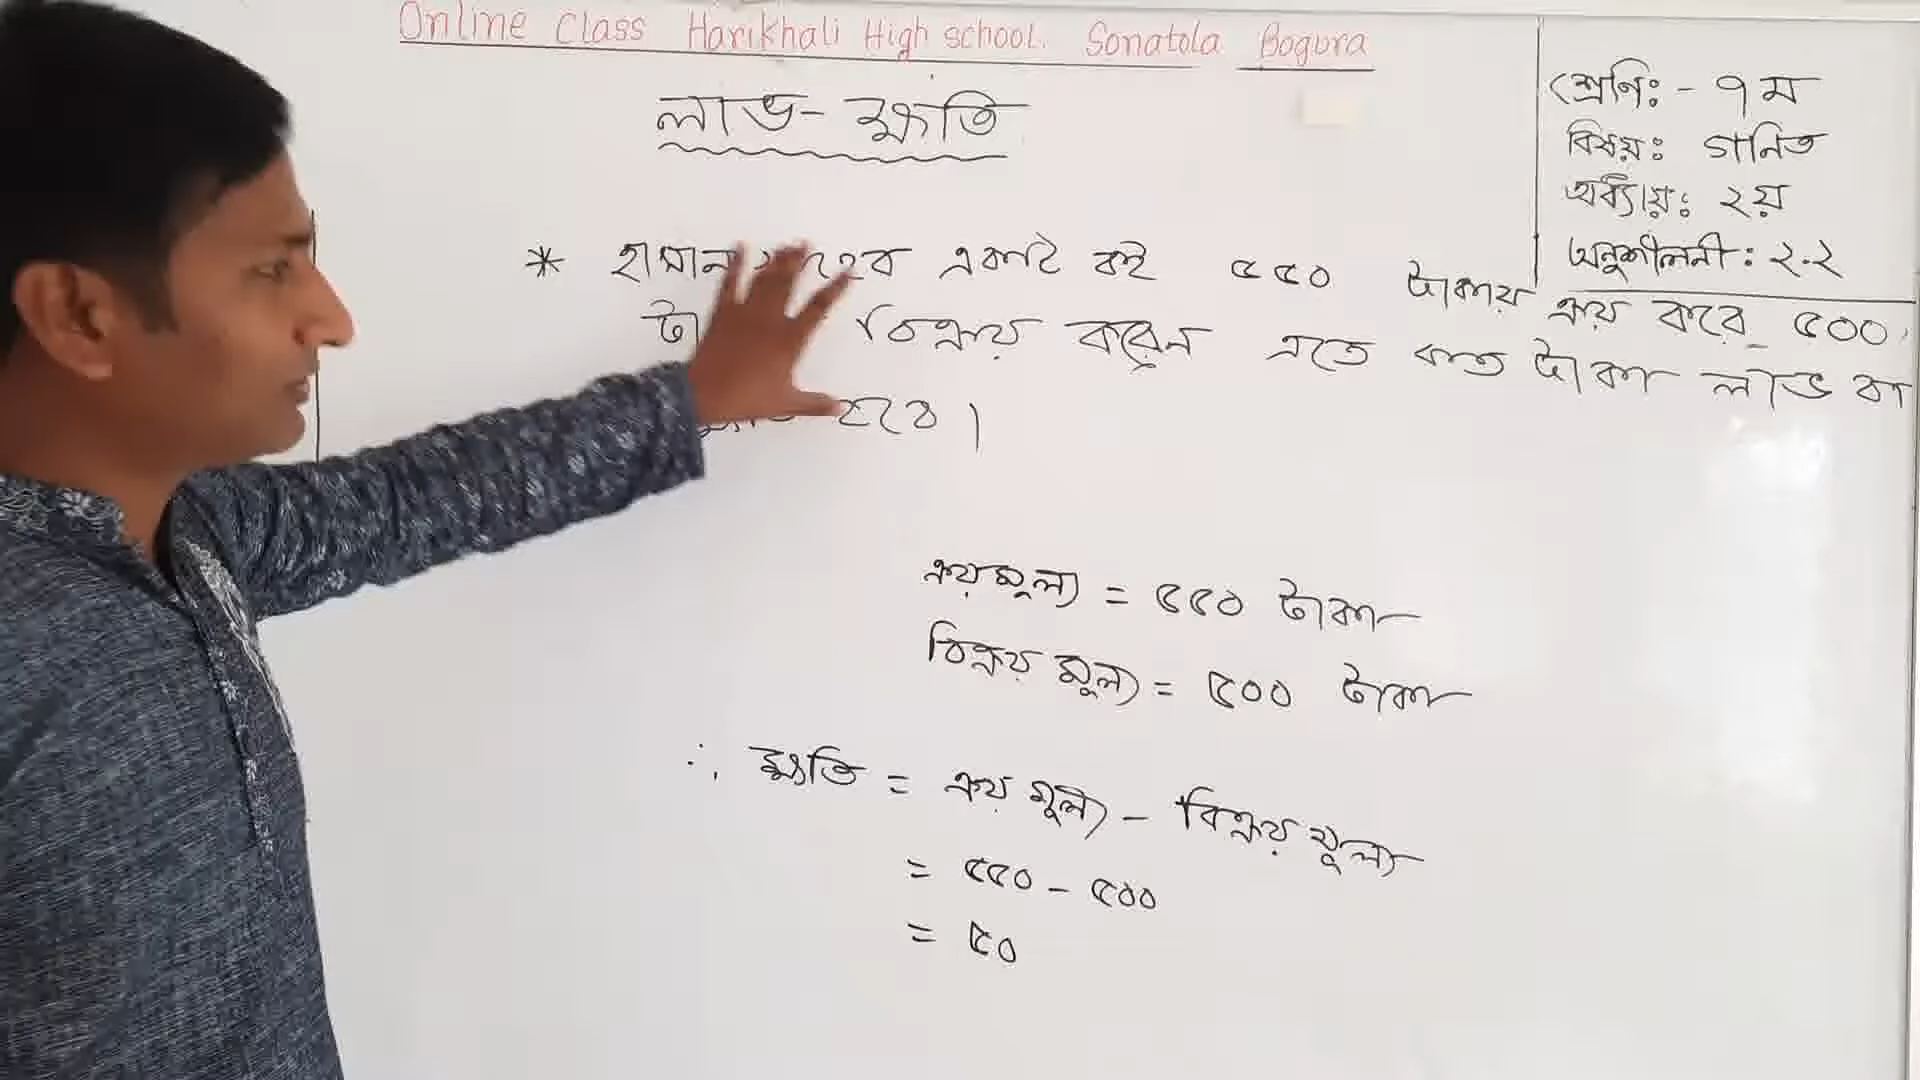 Online Class Harikhali High school. Sonatola Bogura
লাভ-ক্ষতি
শ্রেণিঃ- ৭ম
বিষয়ঃ গানিত
অধ্যায়ঃ ২য়
অনুশীলনী: ২.২
* হাসান একটি বই ৫৫০ টাকায় ক্রয় করে ৫০০
বিক্রয় করেন এতে কত টাকা লাভ বা
হবে।
ক্রয়মূল্য = ৫৫০ টাকা
বিক্রয় মূল্য = ৫০০ টাকা
∴ ক্ষতি = ক্রয় মূল্য - বিক্রয় মূল্য
= ৫৫০ - ৫০০
= ৫০